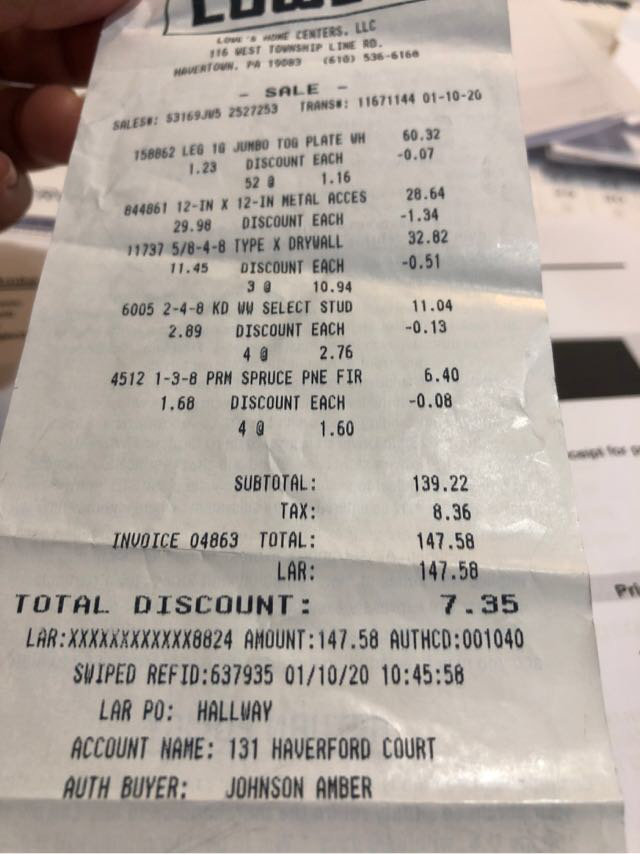 LOWE'S HOME CENTERS, LLC
116 WEST TOWNSHIP LINE RD.
HAVERTOWN, PA 19083 (610) 536-6160
- SALE -
SALES#: S3169JW5 2527253 TRANS#: 11671144 01-10-20
158862 LEG 1G JUMBO TOG PLATE WH 60.32
1.23 DISCOUNT EACH -0.07
52 @ 1.16
844861 12-IN X 12-IN METAL ACCES 28.64
29.98 DISCOUNT EACH -1.34
11737 5/8-4-8 TYPE X DRYWALL 32.82
11.45 DISCOUNT EACH -0.51
3 @ 10.94
6005 2-4-8 KD WW SELECT STUD 11.04
2.89 DISCOUNT EACH -0.13
4 @ 2.76
4512 1-3-8 PRM SPRUCE PNE FIR 6.40
1.68 DISCOUNT EACH -0.08
4 @ 1.60
SUBTOTAL: 139.22
TAX: 8.36
INVOICE 04863 TOTAL: 147.58
LAR: 147.58
TOTAL DISCOUNT: 7.35
LAR:XXXXXXXXXXXX8824 AMOUNT:147.58 AUTHCD:001040
SWIPED REFID:637935 01/10/20 10:45:58
LAR PO: HALLWAY
ACCOUNT NAME: 131 HAVERFORD COURT
AUTH BUYER: JOHNSON AMBER